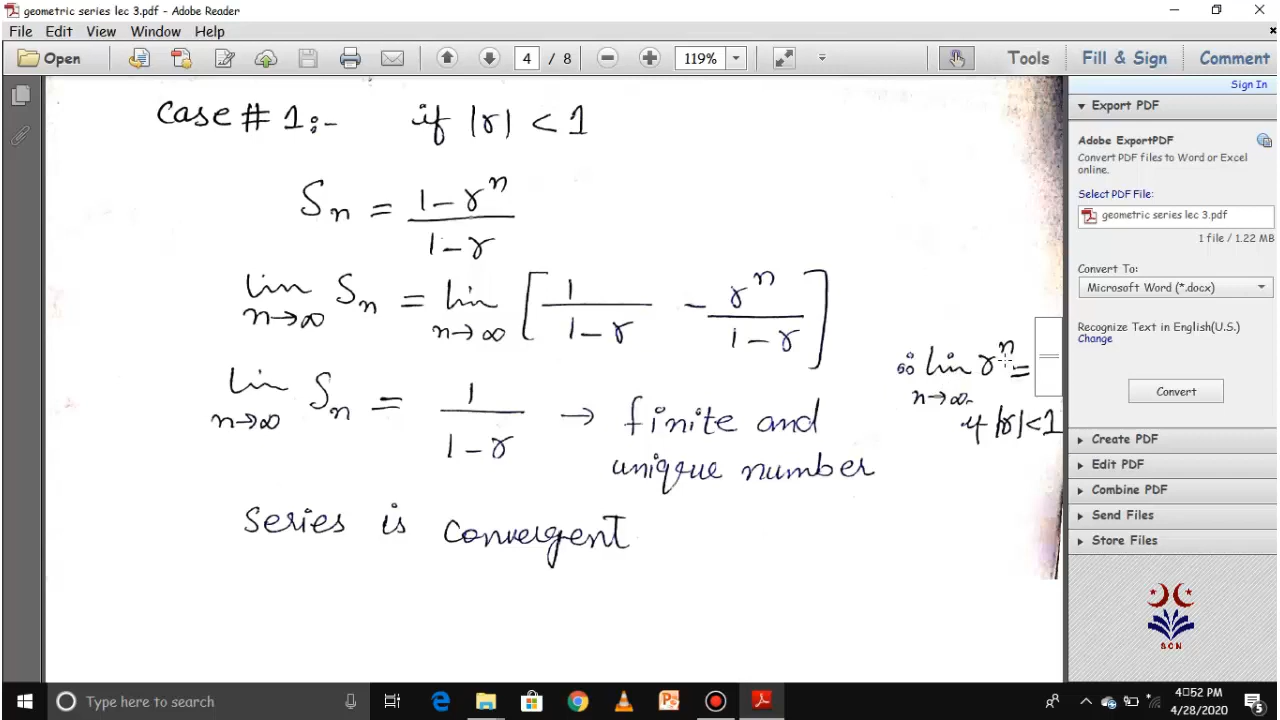 geometric series lec 3.pdf - Adobe Reader
File Edit View Window Help
Open 4 / 8 119% Tools Fill & Sign Comment
Sign In
Export PDF
Adobe ExportPDF
Convert PDF files to Word or Excel online.
Select PDF File:
geometric series lec 3.pdf
1 file / 1.22 MB
Convert To:
Microsoft Word (*.docx)
Recognize Text in English(U.S.)
Change
Convert
Create PDF
Edit PDF
Combine PDF
Send Files
Store Files
SCN
Case # 1:- if |r| < 1
Sn = 1 - r^n / 1 - r
lim n→∞ Sn = lim n→∞ [ 1 / 1 - r - r^n / 1 - r ]
∵ lim n→∞ r^n =
if |r| < 1
lim n→∞ Sn = 1 / 1 - r → finite and
unique number
series is convergent
Type here to search
4:52 PM
4/28/2020
5